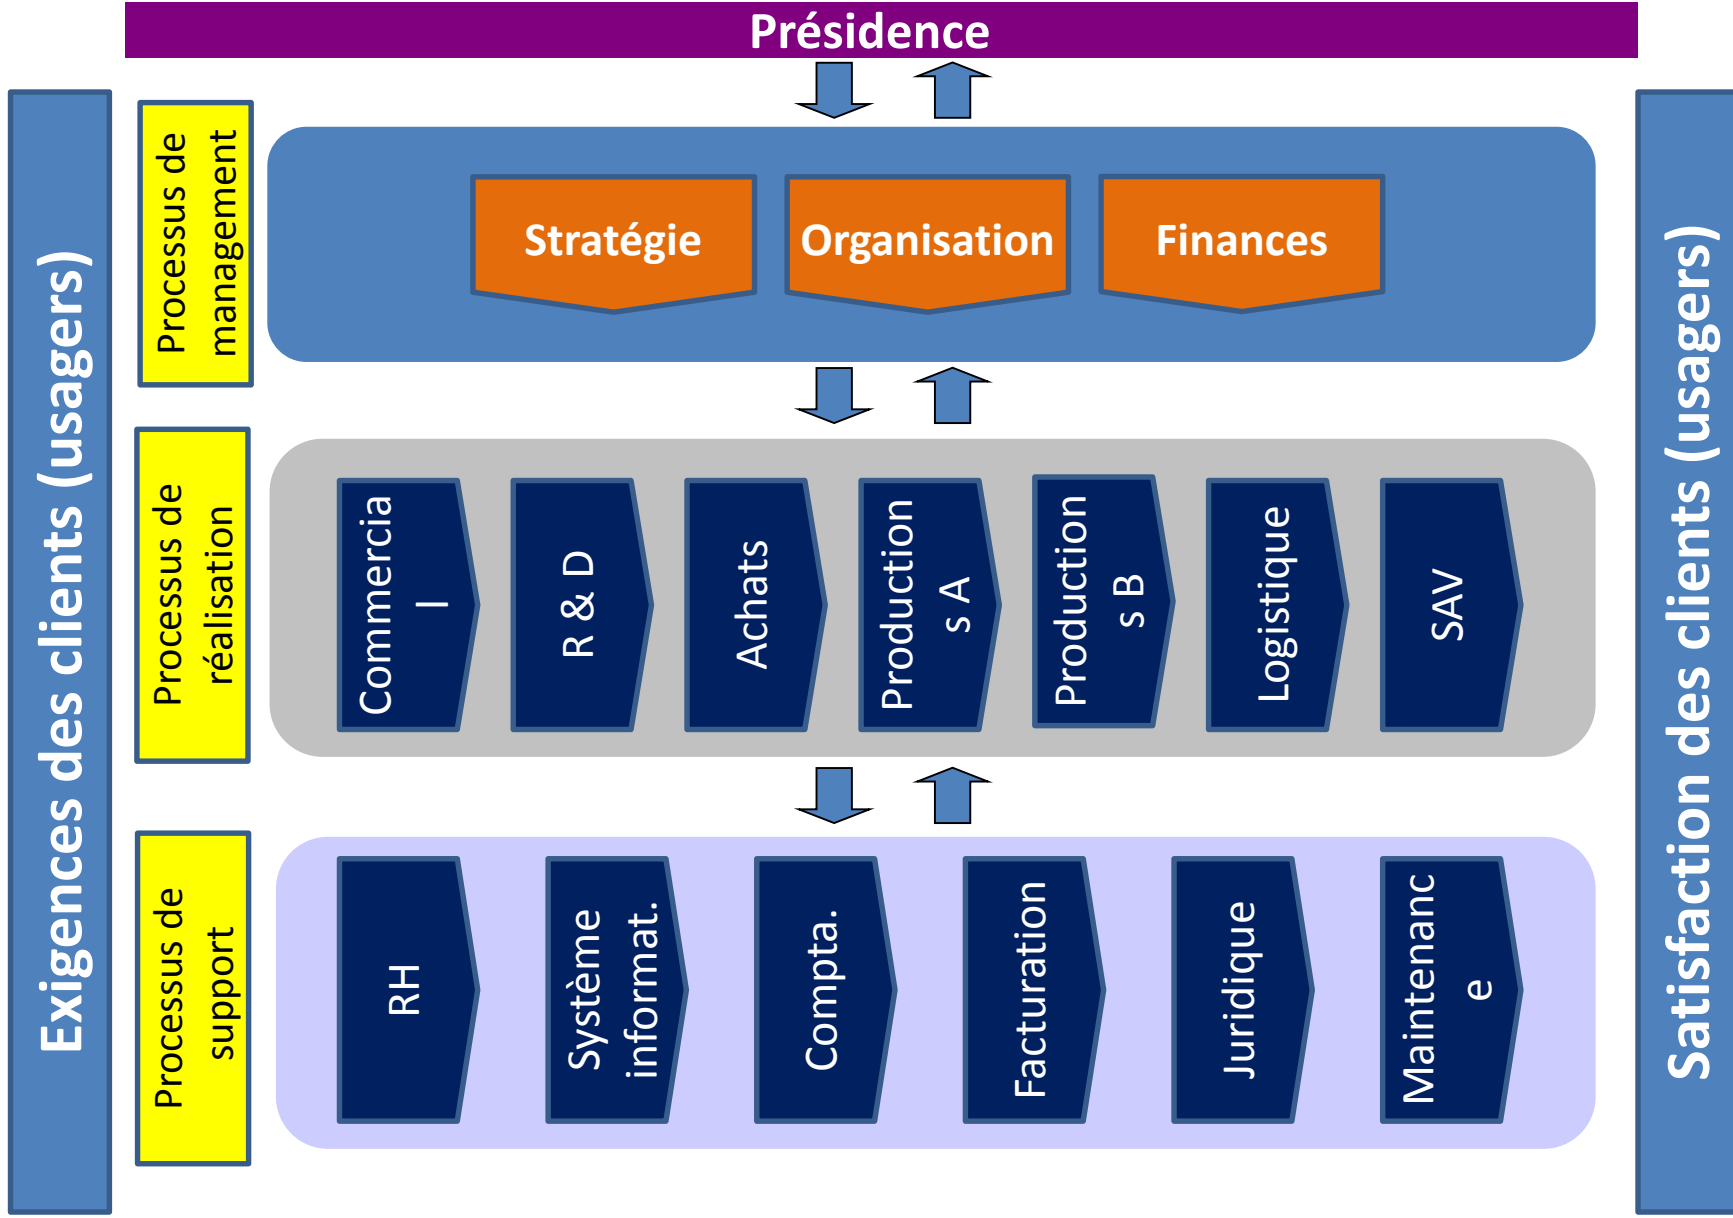 Présidence
Exigences des clients (usagers)
Processus de
management
Stratégie
Organisation
Finances
Processus de
réalisation
Commercia
l
R & D
Achats
Production
s A
Production
s B
Logistique
SAV
Processus de
support
RH
Système
informat.
Compta.
Facturation
Juridique
Maintenanc
e
Satisfaction des clients (usagers)